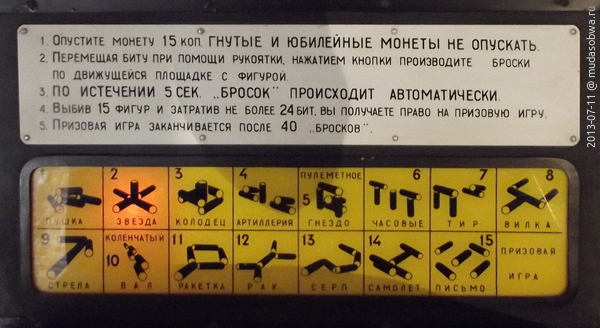 1. Опустите монету 15 коп. Гнутые и юбилейные монеты не опускать.
2. Перемещая биту при помощи рукоятки, нажатием кнопки производите броски
по движущейся площадке с фигурой.
3. По истечении 5 сек. „Бросок" происходит автоматически.
4. Выбив 15 фигур и затратив не более 24 бит, вы получаете право на призовую игру.
5. Призовая игра заканчивается после 40 „бросков".
1 ПУШКА
2 ЗВЕЗДА
3 КОЛОДЕЦ
4 АРТИЛЛЕРИЯ
ПУЛЕМЕТНОЕ
5
ГНЕЗДО
6 ЧАСОВЫЕ
7 ТИР
8 ВИЛКА
9 СТРЕЛА
КОЛЕНЧАТЫЙ
10
ВАЛ
11 РАКЕТКА
12 РАК
13 СЕРП
14 САМОЛЕТ
15 ПИСЬМО
ПРИЗОВАЯ
ИГРА
2013-07-11 @ mudasobwa.ru